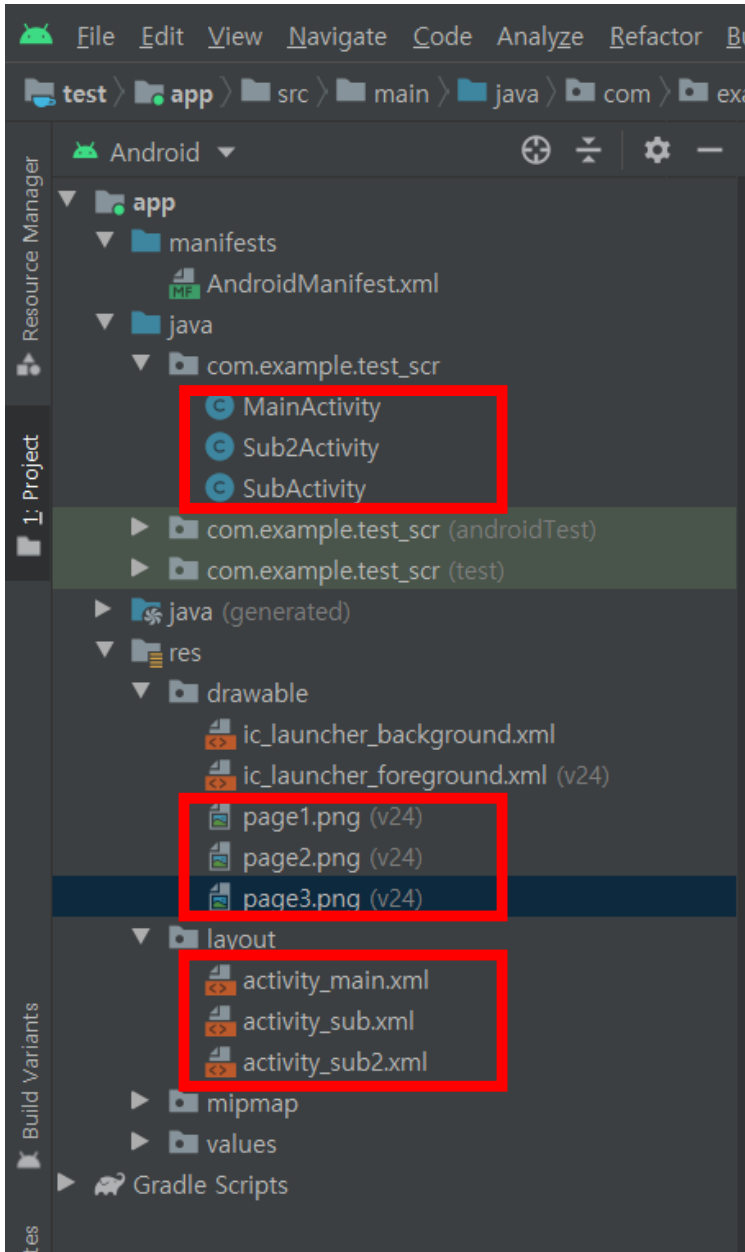 File Edit View Navigate Code Analyze Refactor
test app src main java com
Android
Resource Manager
app
manifests
MF AndroidManifest.xml
java
com.example.test_scr
C MainActivity
C Sub2Activity
C SubActivity
1: Project
com.example.test_scr (androidTest)
com.example.test_scr (test)
java (generated)
res
drawable
ic_launcher_background.xml
ic_launcher_foreground.xml (v24)
page1.png (v24)
page2.png (v24)
page3.png (v24)
layout
activity_main.xml
activity_sub.xml
activity_sub2.xml
Build Variants
mipmap
values
Gradle Scripts